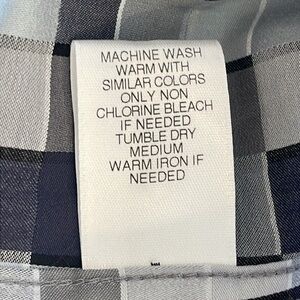 MACHINE WASH
WARM WITH
SIMILAR COLORS
ONLY NON
CHLORINE BLEACH
IF NEEDED
TUMBLE DRY
MEDIUM
WARM IRON IF
NEEDED